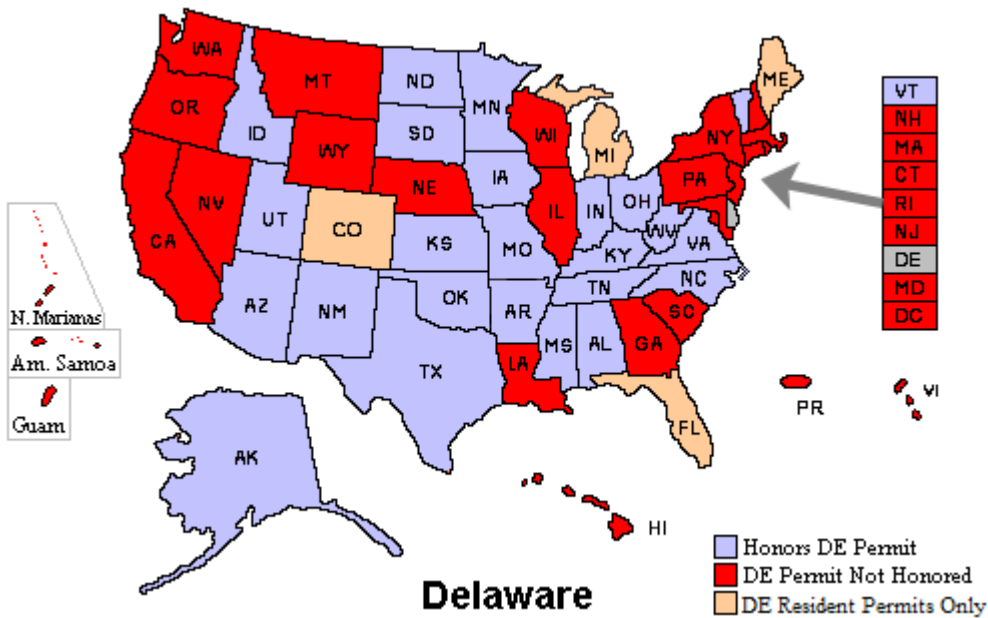 WA
MT
ND
MN
ME
VT
OR
ID
SD
WI
NY
NH
MA
WY
MI
CT
NE
IA
PA
RI
NV
UT
IL
IN
OH
NJ
CA
CO
KS
MO
WV
VA
DE
KY
MD
AZ
NM
OK
AR
TN
NC
DC
SC
N. Marianas
MS
AL
GA
Am. Samoa
TX
LA
PR
VI
Guam
FL
AK
HI
Honors DE Permit
DE Permit Not Honored
Delaware
DE Resident Permits Only